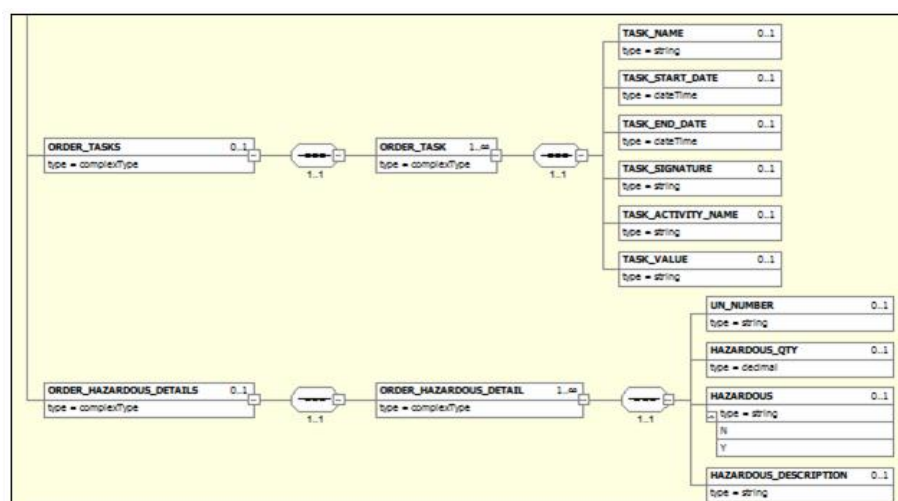 TASK_NAME 0..1
type = string
TASK_START_DATE 0..1
type = dateTime
TASK_END_DATE 0..1
type = dateTime
ORDER_TASKS 0..1
type = complexType
1..1
ORDER_TASK 1..∞
type = complexType
1..1
TASK_SIGNATURE 0..1
type = string
TASK_ACTIVITY_NAME 0..1
type = string
TASK_VALUE 0..1
type = string
UN_NUMBER 0..1
type = string
HAZARDOUS_QTY 0..1
type = decimal
ORDER_HAZARDOUS_DETAILS 0..1
type = complexType
1..1
ORDER_HAZARDOUS_DETAIL 1..∞
type = complexType
1..1
HAZARDOUS 0..1
type = string
N
Y
HAZARDOUS_DESCRIPTION 0..1
type = string